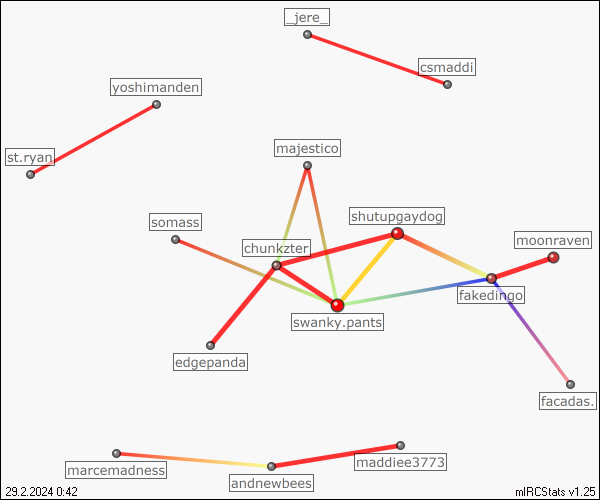 _jere_
csmaddi
yoshimanden
st.ryan
majestico
somass
shutupgaydog
chunkzter
moonraven
fakedingo
swanky.pants
edgepanda
facadas.
marcemadness
maddiee3773
andnewbees
29.2.2024 0:42
mIRCStats v1.25